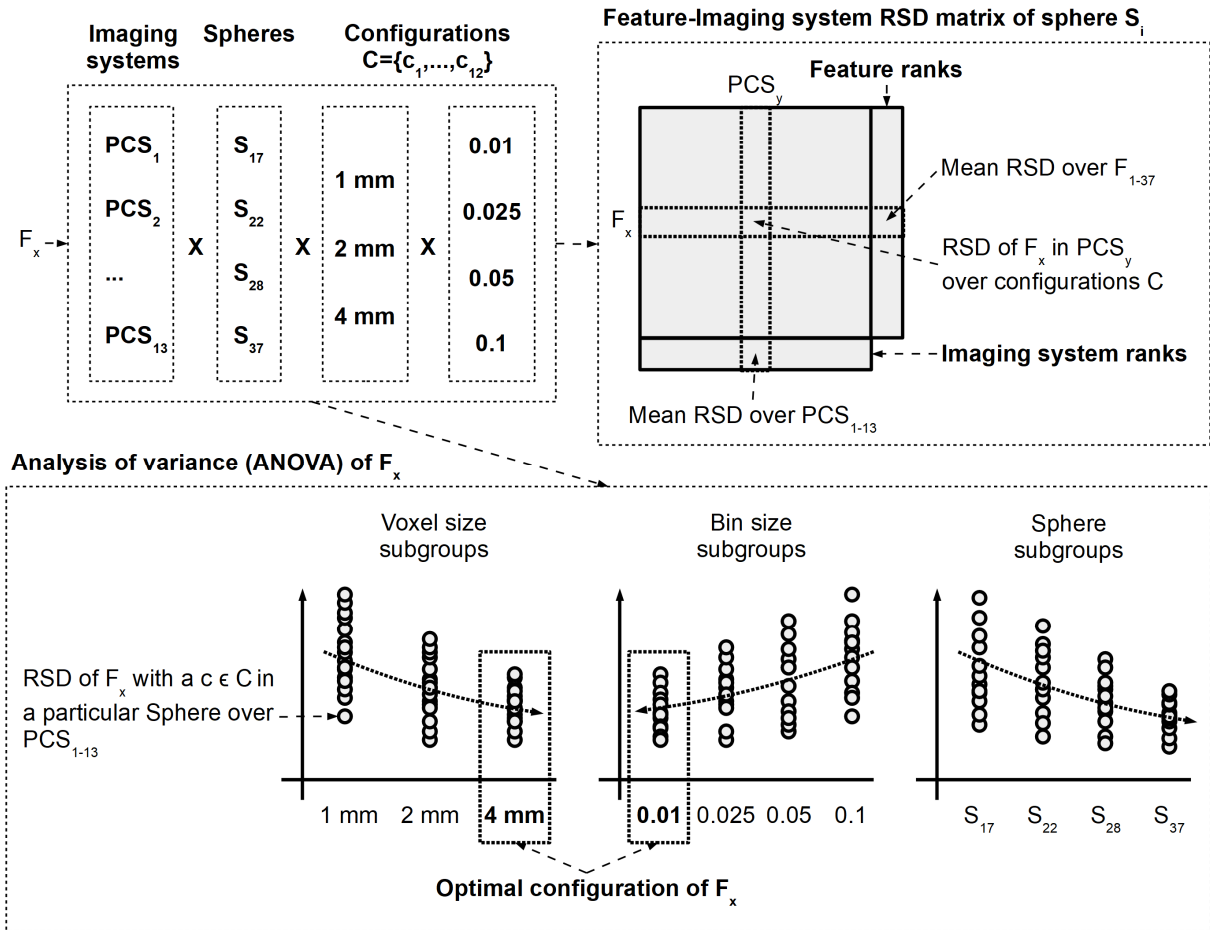 Imaging systems
Spheres
Configurations
C={c₁,...,c₁₂}
Fₓ
PCS₁
PCS₂
...
PCS₁₃
X
S₁₇
S₂₂
S₂₈
S₃₇
X
1 mm
2 mm
4 mm
X
0.01
0.025
0.05
0.1
Feature-Imaging system RSD matrix of sphere Sᵢ
Feature ranks
PCSᵧ
Fₓ
Mean RSD over F₁₋₃₇
RSD of Fₓ in PCSᵧ
over configurations C
Imaging system ranks
Mean RSD over PCS₁₋₁₃
Analysis of variance (ANOVA) of Fₓ
Voxel size
subgroups
Bin size
subgroups
Sphere
subgroups
RSD of Fₓ with a c ϵ C in
a particular Sphere over
PCS₁₋₁₃
1 mm 2 mm 4 mm
0.01 0.025 0.05 0.1
S₁₇ S₂₂ S₂₈ S₃₇
Optimal configuration of Fₓ